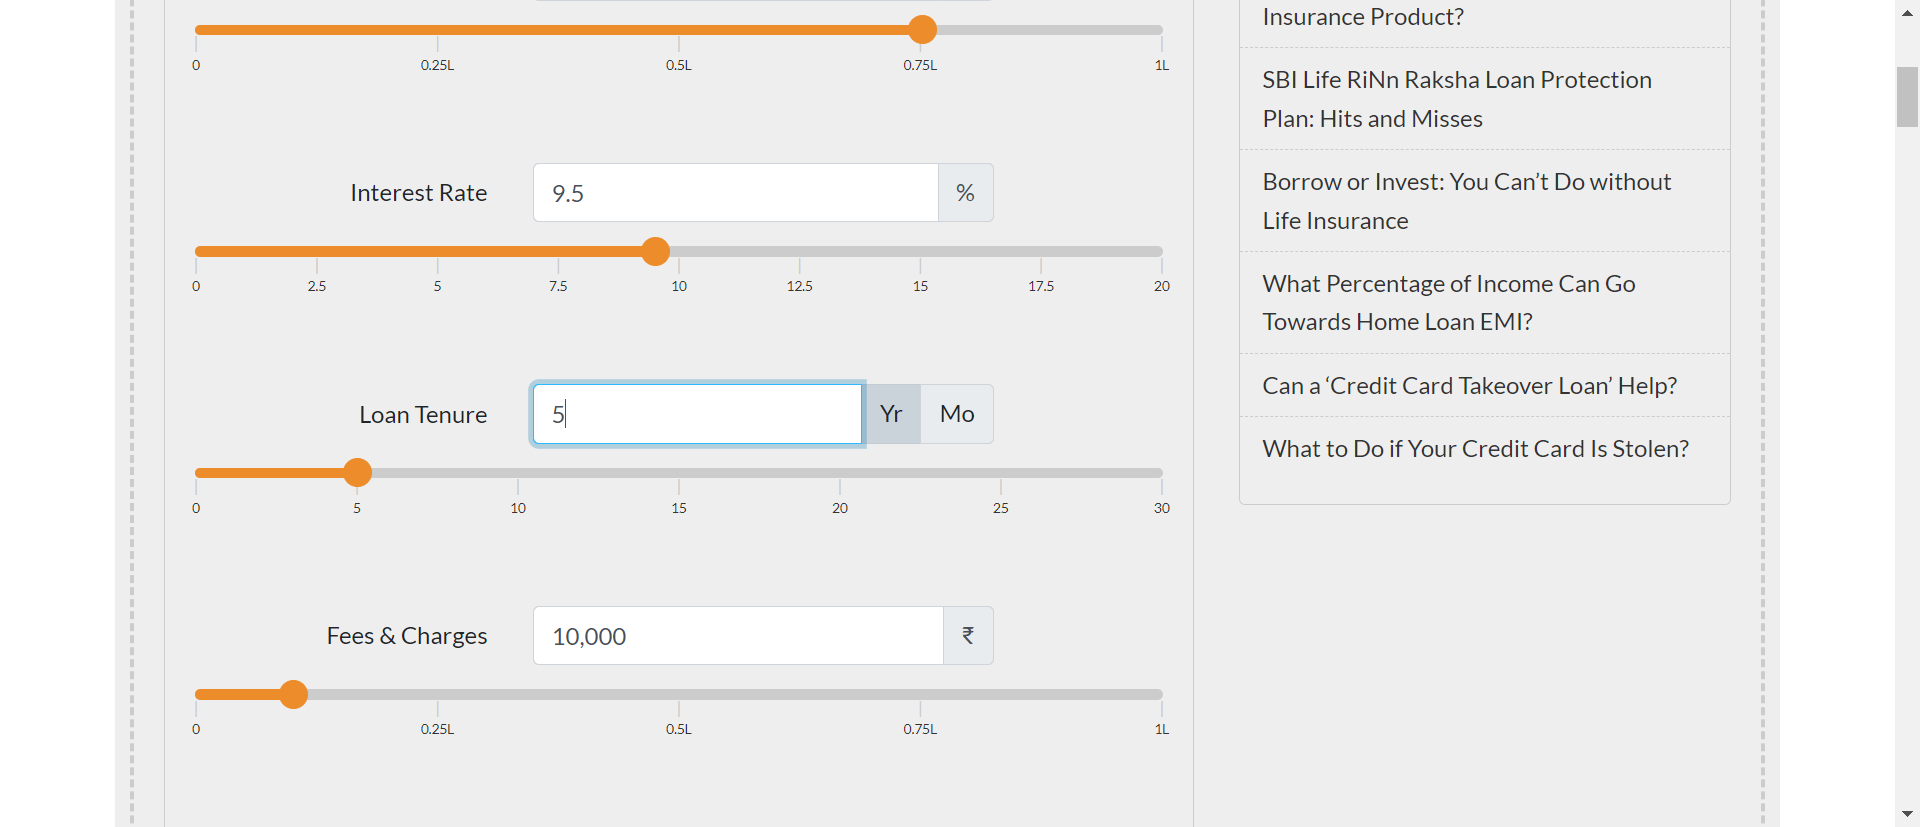 0 0.25L 0.5L 0.75L 1L
Interest Rate 9.5 %
0 2.5 5 7.5 10 12.5 15 17.5 20
Loan Tenure 5 Yr Mo
0 5 10 15 20 25 30
Fees & Charges 10,000 ₹
0 0.25L 0.5L 0.75L 1L
Insurance Product?
SBI Life RiNn Raksha Loan Protection
Plan: Hits and Misses
Borrow or Invest: You Can’t Do without
Life Insurance
What Percentage of Income Can Go
Towards Home Loan EMI?
Can a ‘Credit Card Takeover Loan’ Help?
What to Do if Your Credit Card Is Stolen?